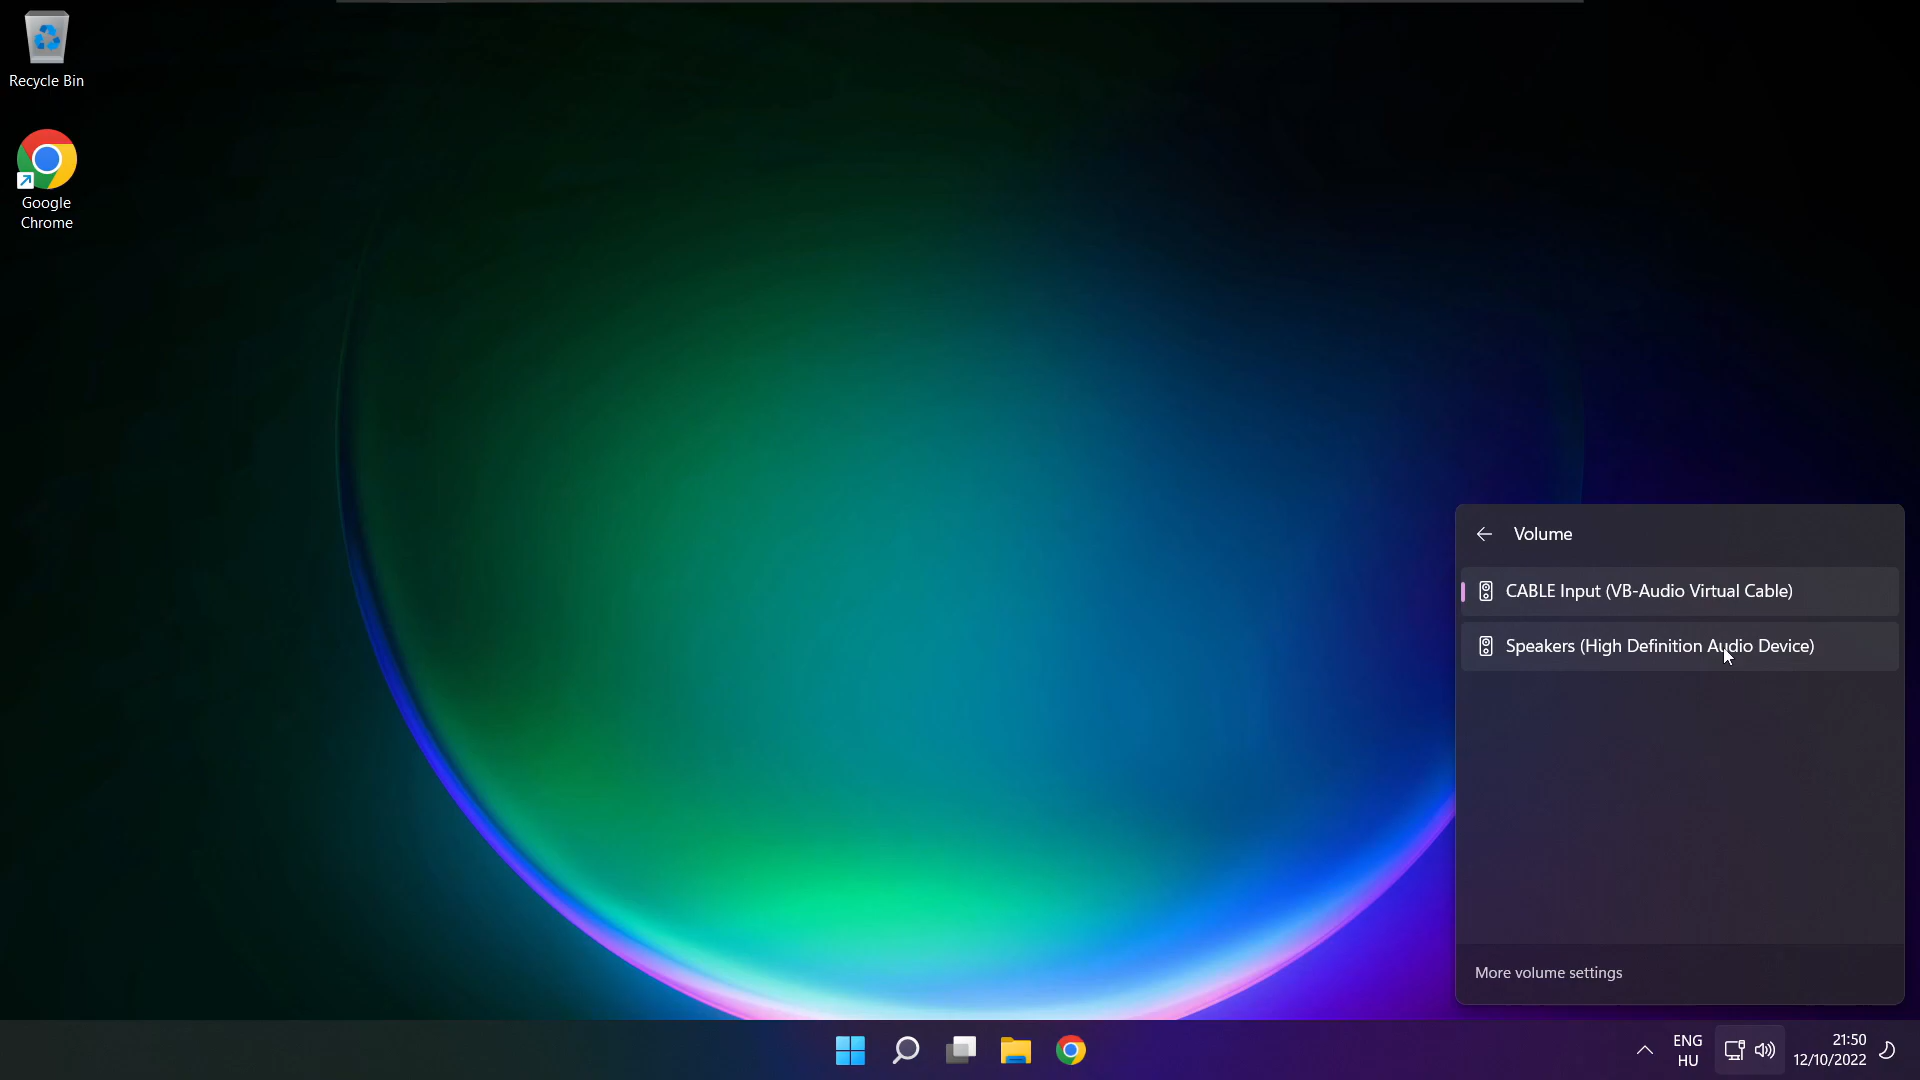 Recycle Bin
Google
Chrome
Volume
CABLE Input (VB-Audio Virtual Cable)
Speakers (High Definition Audio Device)
More volume settings
ENG
HU
21:50
12/10/2022